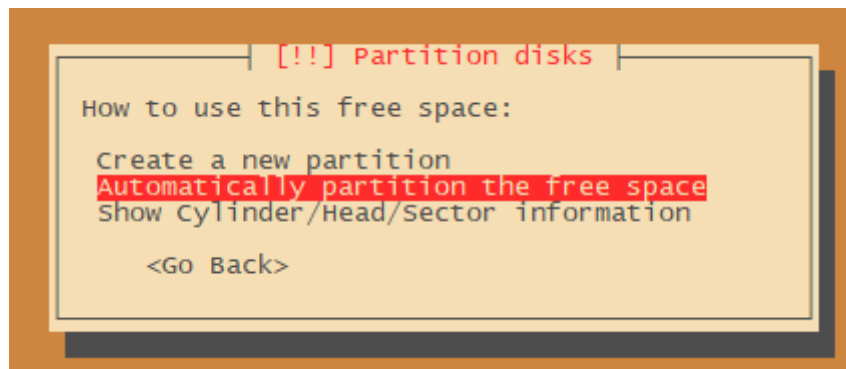 [!!] Partition disks
How to use this free space:
Create a new partition
Automatically partition the free space
Show Cylinder/Head/Sector information
<Go Back>